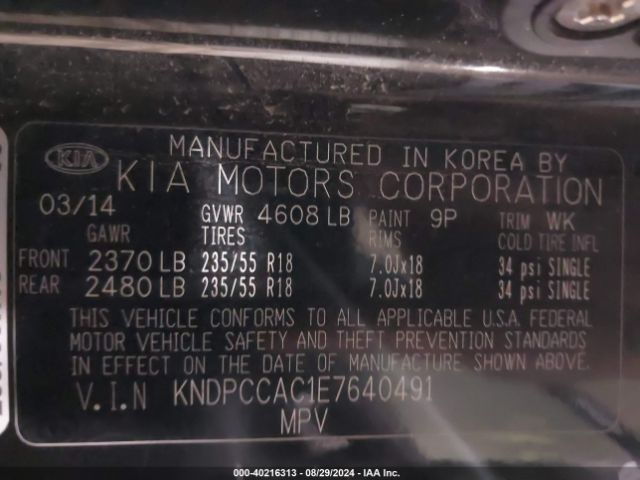 KIA
MANUFACTURED IN KOREA BY
KIA MOTORS CORPORATION
03/14 GVWR 4608 LB PAINT 9P TRIM WK
GAWR TIRES RIMS COLD TIRE INFL
FRONT 2370 LB 235/55 R18 7.0Jx18 34 psi SINGLE
REAR 2480 LB 235/55 R18 7.0Jx18 34 psi SINGLE
THIS VEHICLE CONFORMS TO ALL APPLICABLE U.S.A. FEDERAL
MOTOR VEHICLE SAFETY AND THEFT PREVENTION STANDARDS
IN EFFECT ON THE DATE OF MANUFACTURE SHOWN ABOVE.
V.I.N KNDPCCAC1E7640491
MPV
000-40216313 - 08/29/2024 - IAA Inc.